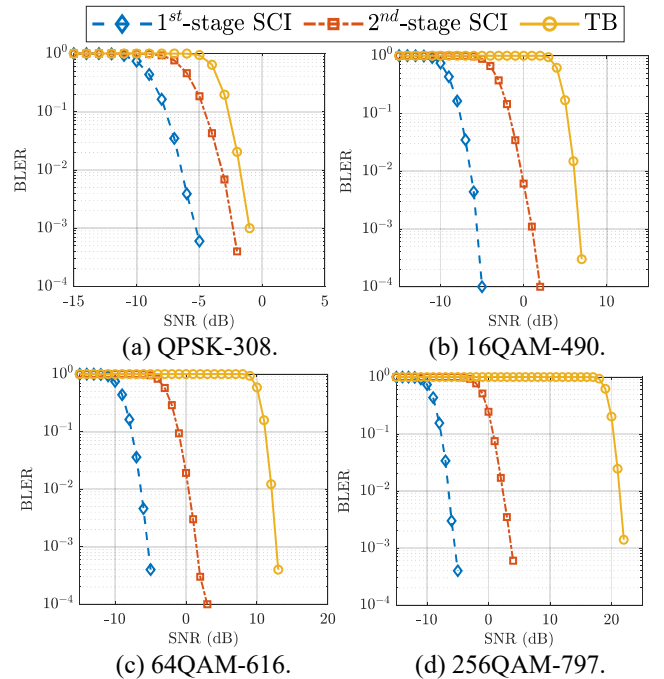 1st-stage SCI 2nd-stage SCI TB
10^0
10^-1
10^-2
10^-3
10^-4
BLER
-15 -10 -5 0 5
SNR (dB)
(a) QPSK-308.
10^0
10^-1
10^-2
10^-3
10^-4
BLER
-10 0 10
SNR (dB)
(b) 16QAM-490.
10^0
10^-1
10^-2
10^-3
10^-4
BLER
-10 0 10 20
SNR (dB)
(c) 64QAM-616.
10^0
10^-1
10^-2
10^-3
10^-4
BLER
-10 0 10 20
SNR (dB)
(d) 256QAM-797.